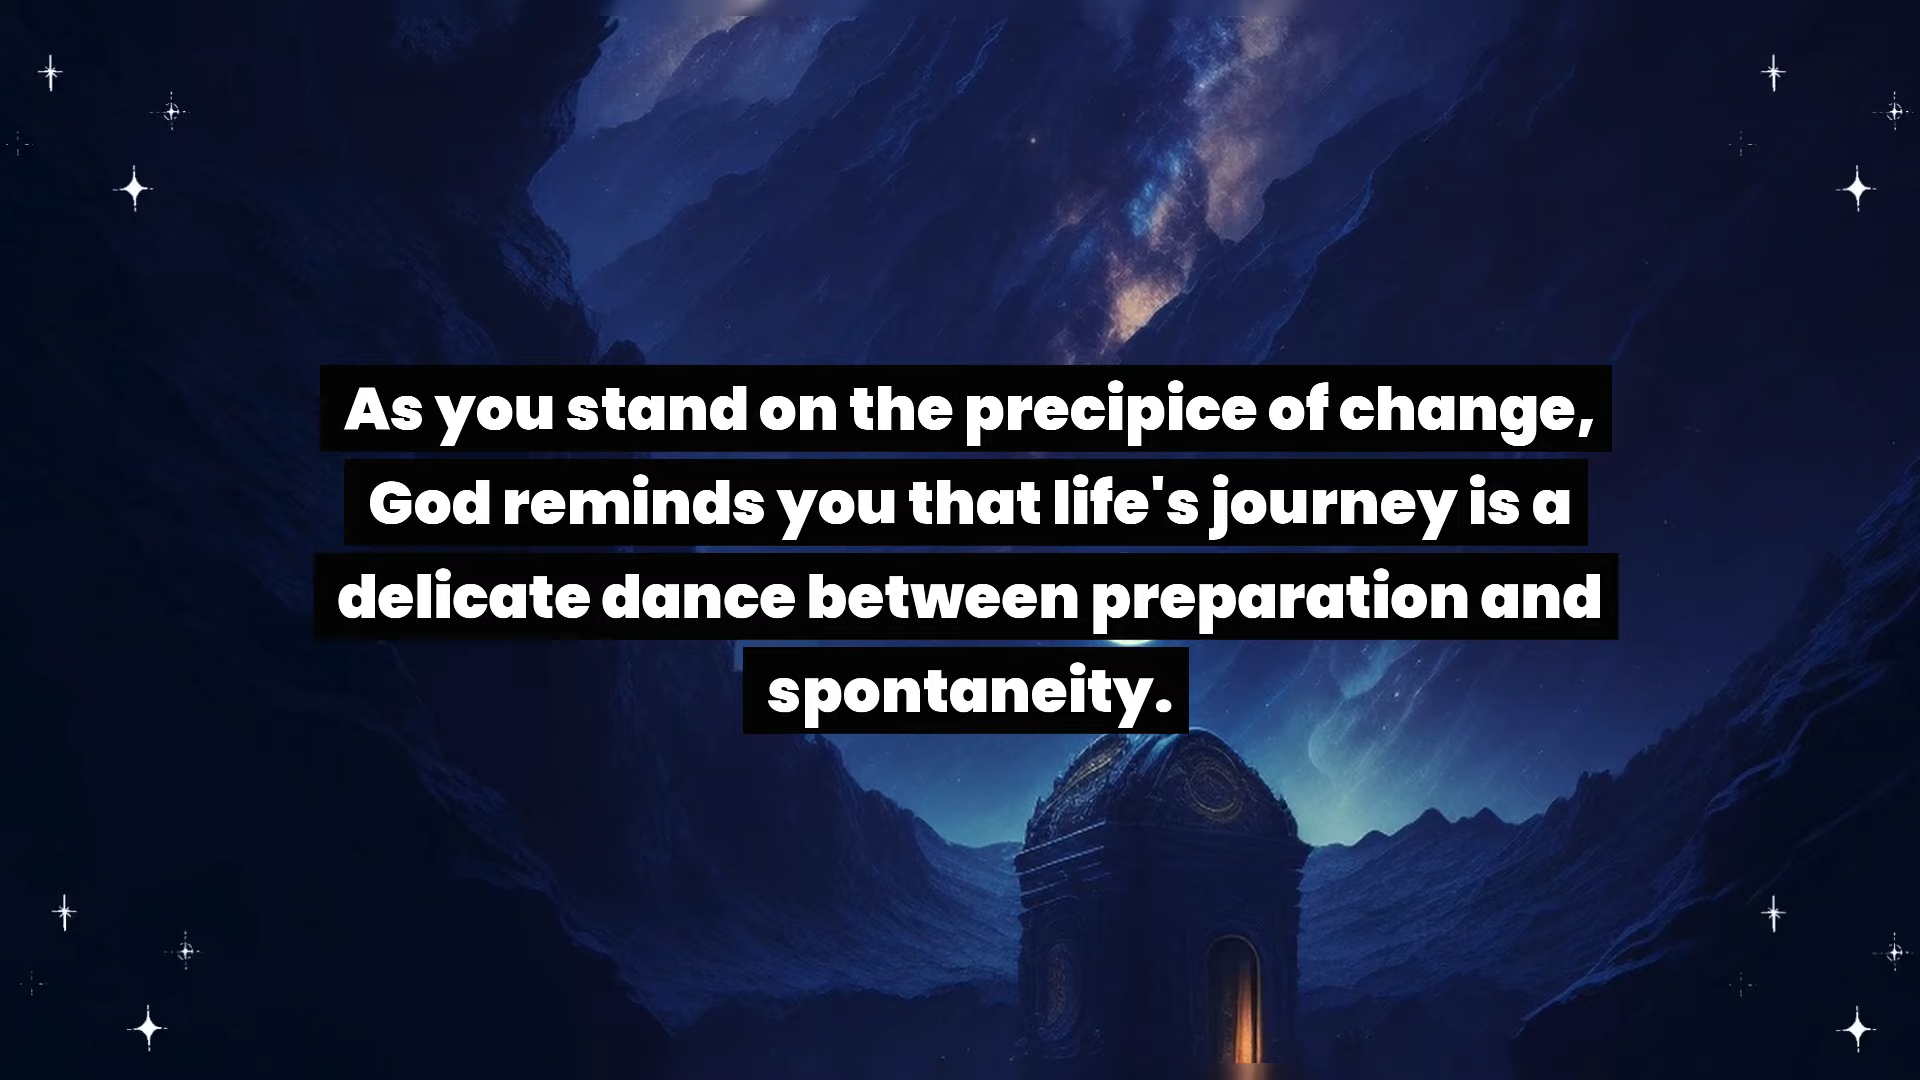 As you stand on the precipice of change,
God reminds you that life's journey is a
delicate dance between preparation and
spontaneity.